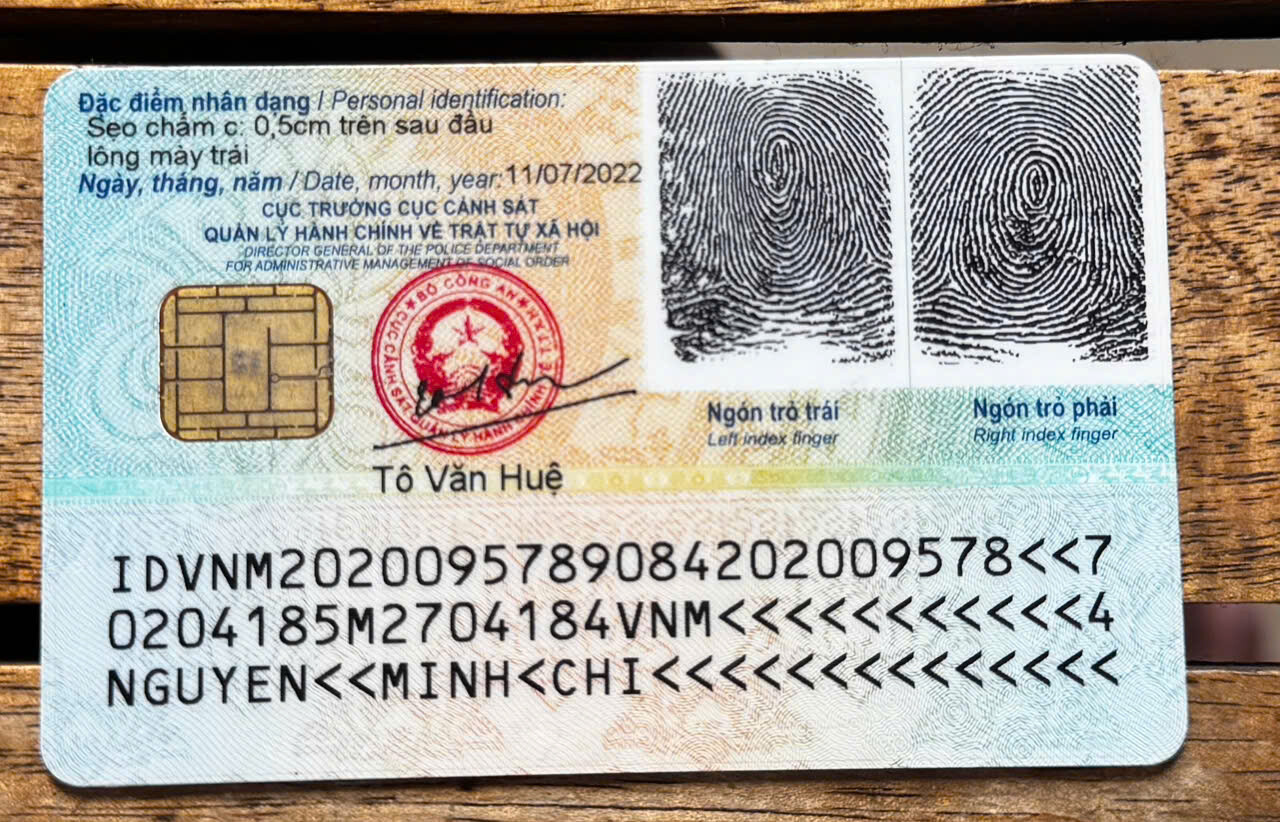 Đặc điểm nhân dạng / Personal identification:
Sẹo chấm c: 0,5cm trên sau đầu
lông mày trái
Ngày, tháng, năm / Date, month, year: 11/07/2022
CỤC TRƯỞNG CỤC CẢNH SÁT
QUẢN LÝ HÀNH CHÍNH VỀ TRẬT TỰ XÃ HỘI
DIRECTOR GENERAL OF THE POLICE DEPARTMENT
FOR ADMINISTRATIVE MANAGEMENT OF SOCIAL ORDER
BỘ CÔNG AN
Tô Văn Huệ
Ngón trỏ trái
Left index finger
Ngón trỏ phải
Right index finger
IDVNM2020095789084202009578<<7
0204185M2704184VNM<<<<<<<<<<<4
NGUYEN<<MINH<CHI<<<<<<<<<<<<<<